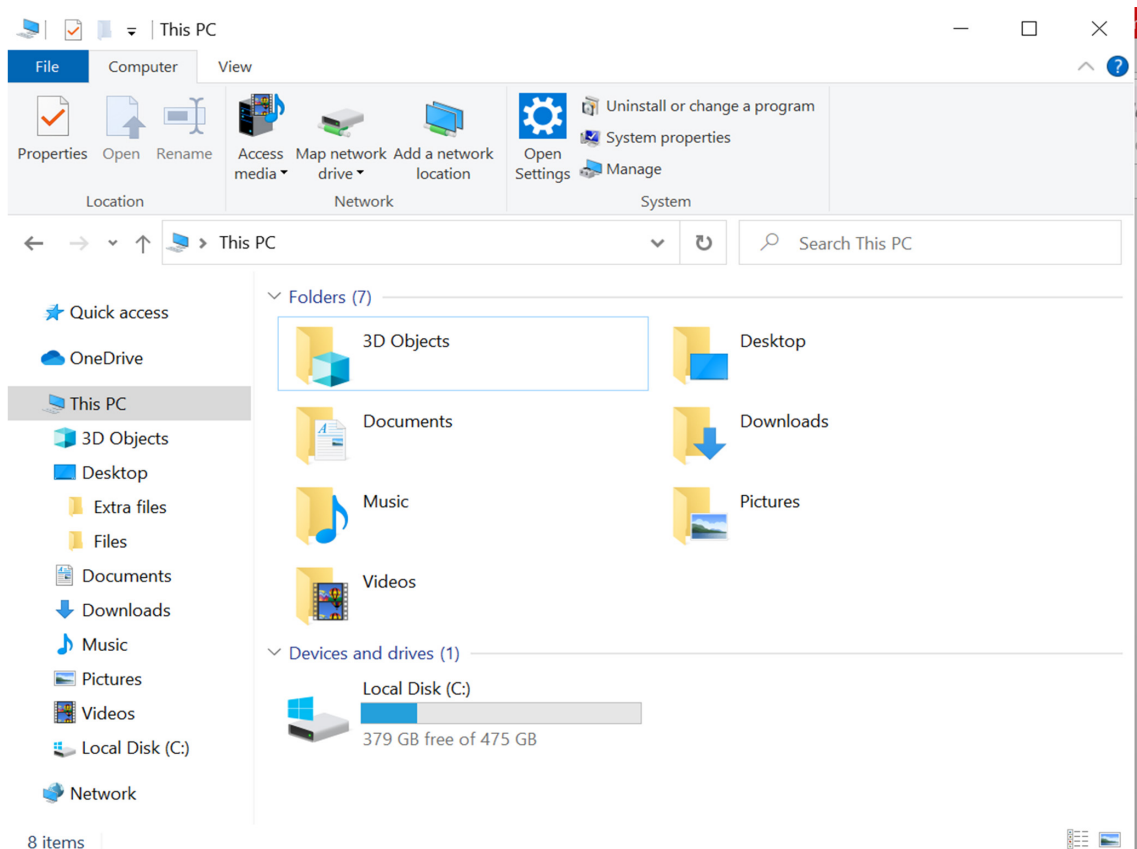 This PC
File Computer View
Properties Open Rename Access media Map network drive Add a network location Open Settings Uninstall or change a program
System properties
Manage
Location Network System
This PC Search This PC
Quick access
OneDrive
This PC
3D Objects
Desktop
Extra files
Files
Documents
Downloads
Music
Pictures
Videos
Local Disk (C:)
Network
Folders (7)
3D Objects Desktop
Documents Downloads
Music Pictures
Videos
Devices and drives (1)
Local Disk (C:)
379 GB free of 475 GB
8 items